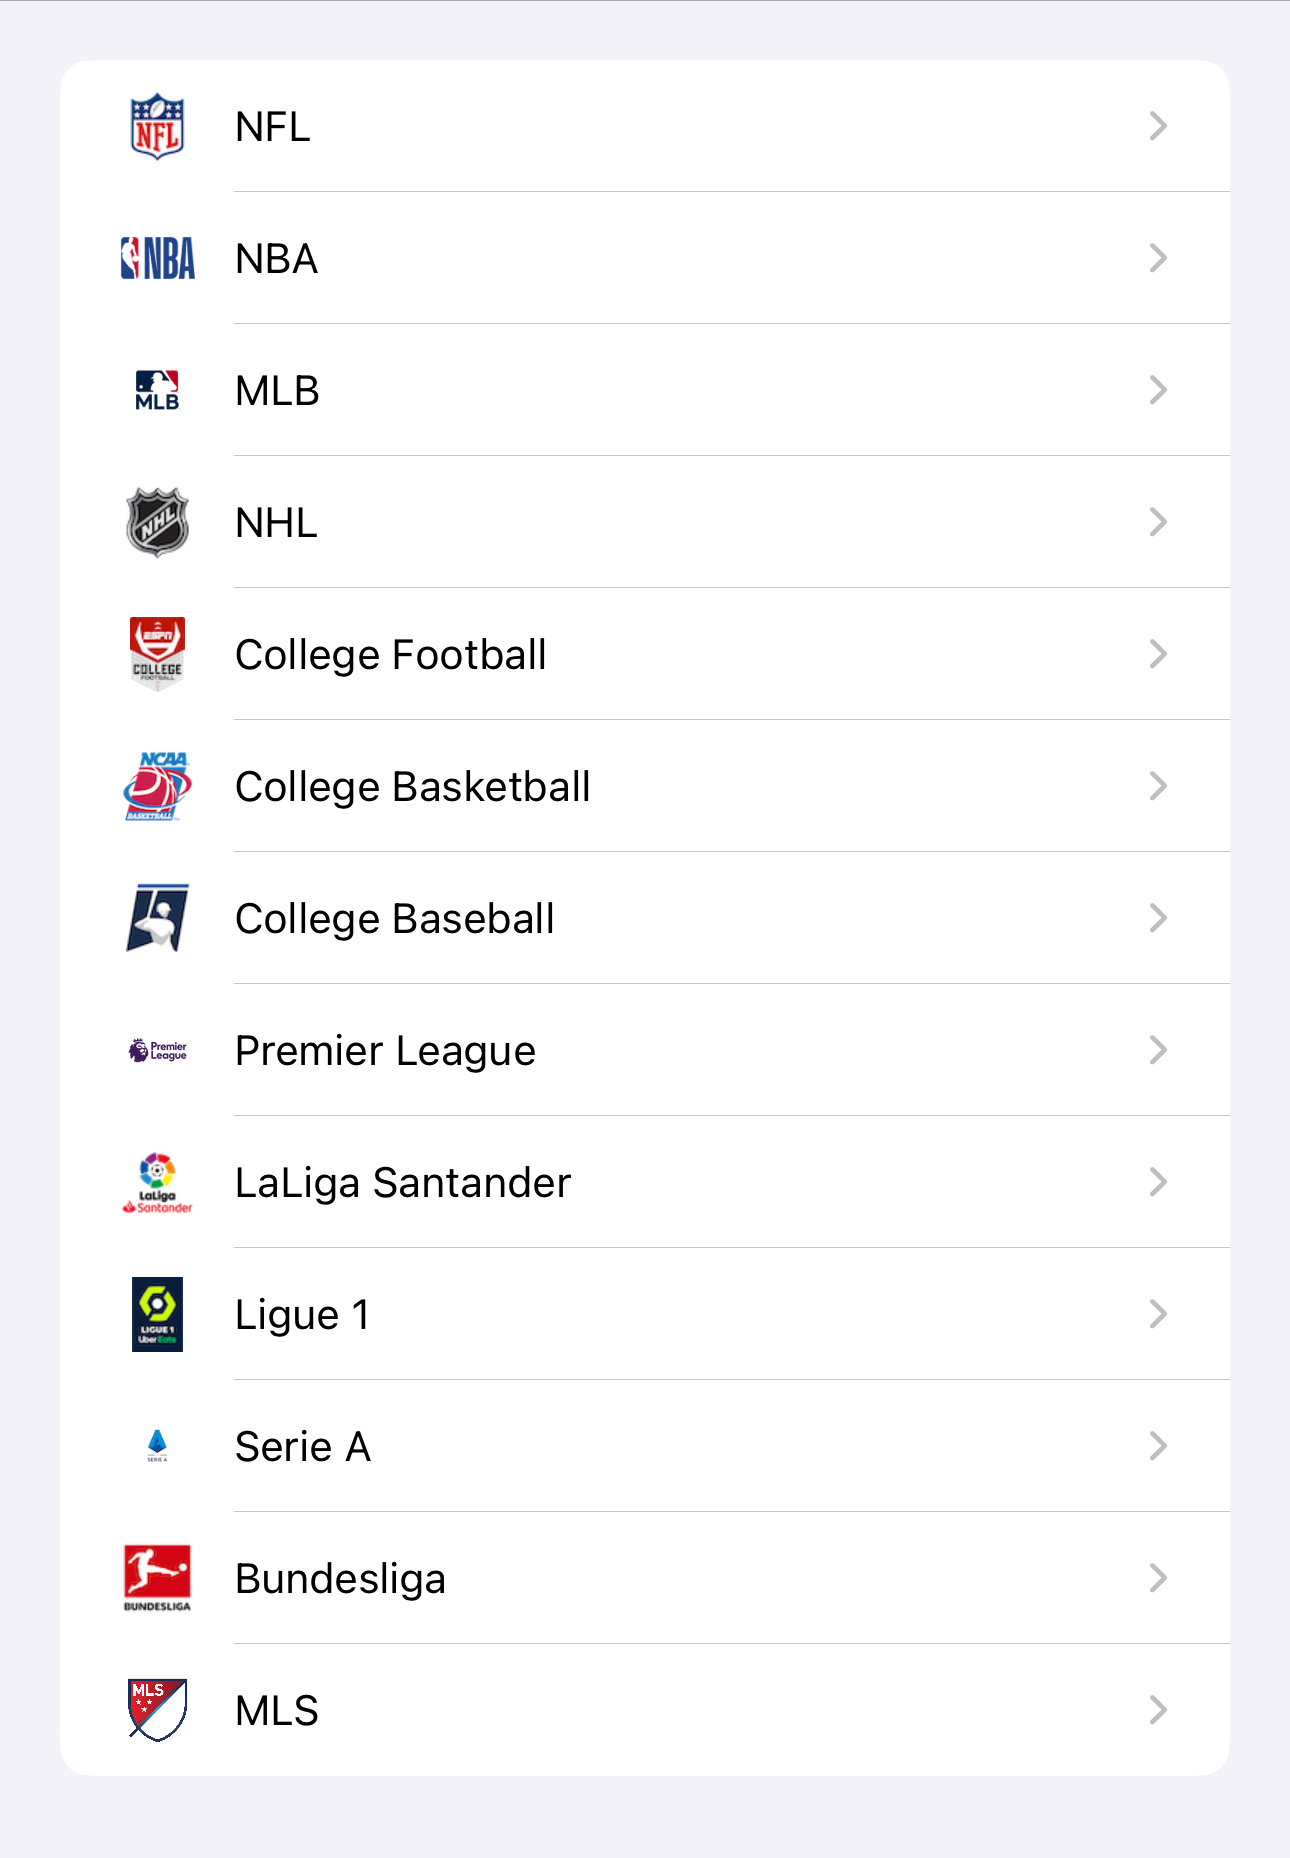 NFL
NFL
NBA
NBA
MLB
MLB
NHL
NHL
ESPN
COLLEGE
FOOTBALL
College Football
NCAA
BASKETBALL
College Basketball
College Baseball
Premier
League
Premier League
LaLiga
Santander
LaLiga Santander
LIGUE 1
Uber Eats
Ligue 1
SERIE A
Serie A
BUNDESLIGA
Bundesliga
MLS
MLS